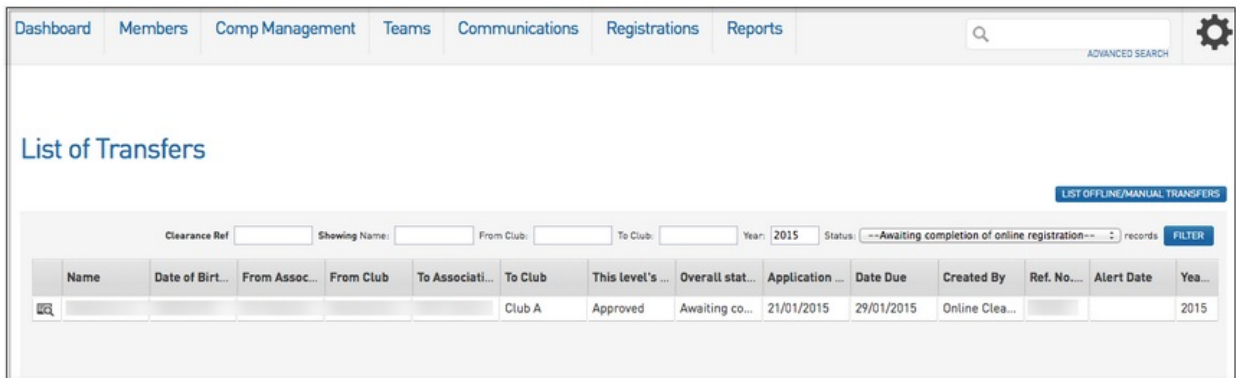 Dashboard Members Comp Management Teams Communications Registrations Reports
ADVANCED SEARCH
List of Transfers
LIST OFFLINE/MANUAL TRANSFERS
Clearance Ref Showing Name: From Club: To Club: Year: 2015 Status: --Awaiting completion of online registration-- records FILTER
Name Date of Birt... From Assoc... From Club To Associati... To Club This level's ... Overall stat... Application ... Date Due Created By Ref. No.... Alert Date Yea...
Club A Approved Awaiting co... 21/01/2015 29/01/2015 Online Clea... 2015